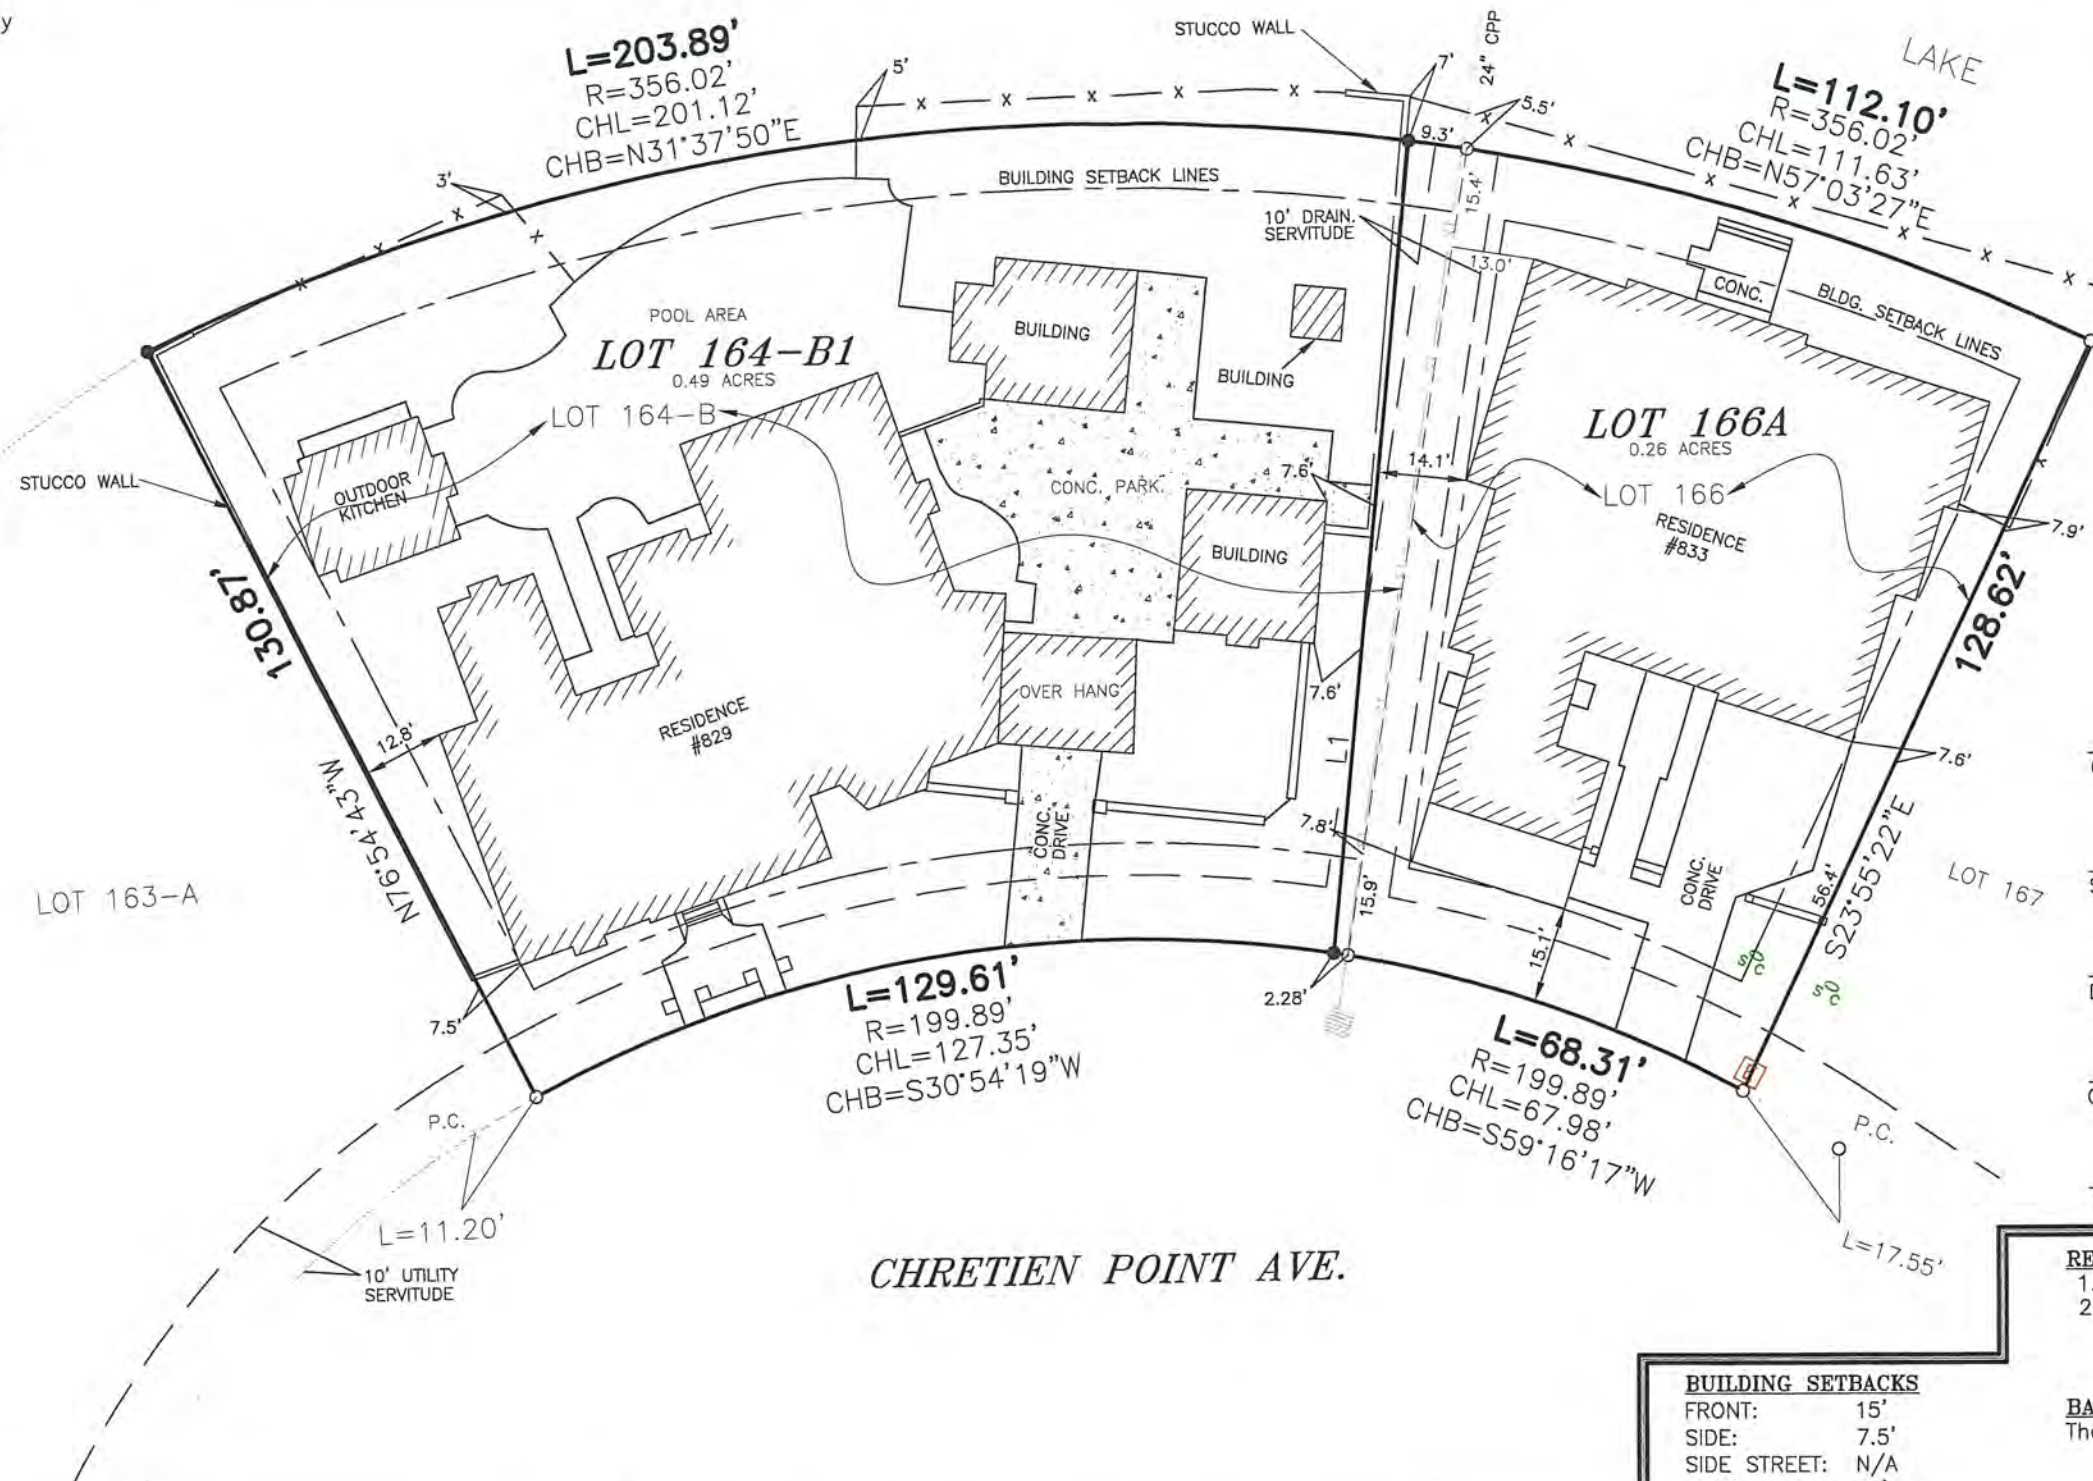 y
L=203.89'
R=356.02'
CHL=201.12'
CHB=N31°37'50"E
STUCCO WALL
24" CPP
LAKE
L=112.10'
R=356.02'
CHL=111.63'
CHB=N57°03'27"E
5'
7'
5.5'
9.3'
3'
BUILDING SETBACK LINES
15.4'
10' DRAIN.
SERVITUDE
13.0'
CONC.
BLDG. SETBACK LINES
POOL AREA
LOT 164-B1
0.49 ACRES
LOT 164-B
BUILDING
BUILDING
LOT 166A
0.26 ACRES
LOT 166
RESIDENCE
#833
STUCCO WALL
OUTDOOR
KITCHEN
CONC. PARK.
7.6'
14.1'
7.9'
BUILDING
130.87'
128.62'
OVER HANG
7.6'
RESIDENCE
#829
12.8'
L1
7.6'
N76°54'43"W
CONC.
DRIVE
7.8'
15.9'
CONC.
DRIVE
56.4'
S23°55'22"E
LOT 163-A
LOT 167
15.1'
SDC
SDC
7.5'
L=129.61'
R=199.89'
CHL=127.35'
CHB=S30°54'19"W
2.28'
L=68.31'
R=199.89'
CHL=67.98'
CHB=S59°16'17"W
E
P.C.
P.C.
L=11.20'
L=17.55'
10' UTILITY
SERVITUDE
CHRETIEN POINT AVE.
RE
1.
2
BUILDING SETBACKS
FRONT: 15'
SIDE: 7.5'
SIDE STREET: N/A
BA
The